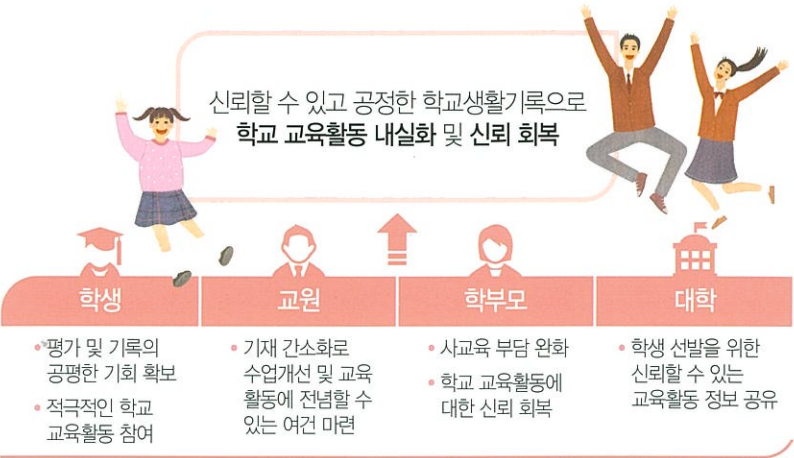 신뢰할 수 있고 공정한 학교생활기록으로
학교 교육활동 내실화 및 신뢰 회복
학생
교원
학부모
대학
• 평가 및 기록의
공평한 기회 확보
• 적극적인 학교
교육활동 참여
• 기재 간소화로
수업개선 및 교육
활동에 전념할 수
있는 여건 마련
• 사교육 부담 완화
• 학교 교육활동에
대한 신뢰 회복
• 학생 선발을 위한
신뢰할 수 있는
교육활동 정보 공유